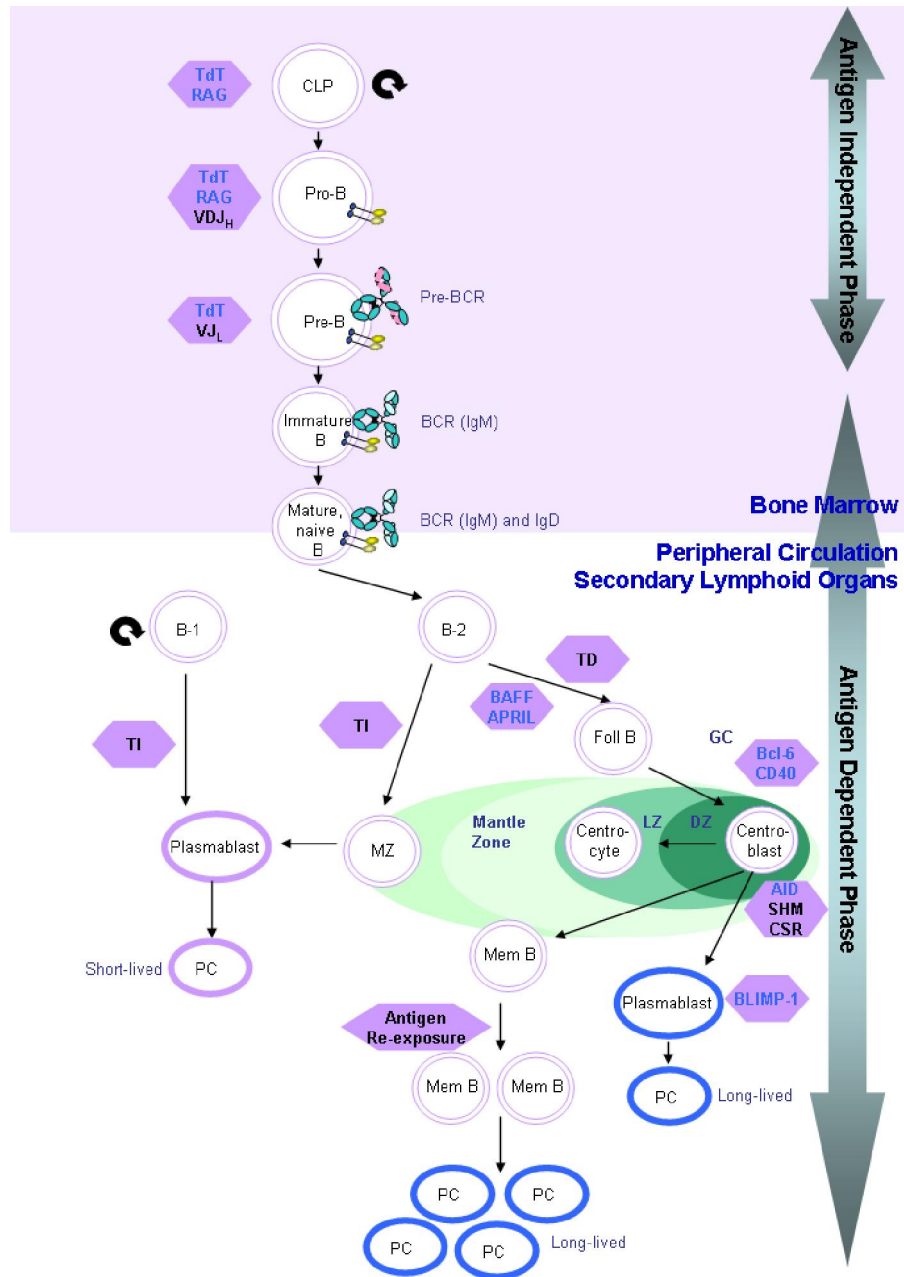 TdT
RAG
CLP
Antigen Independent Phase
TdT
RAG
VDJH
Pro-B
Pre-BCR
TdT
VJL
Pre-B
Immature
B
BCR (IgM)
Mature,
naive
B
BCR (IgM) and IgD
Bone Marrow
Peripheral Circulation
Secondary Lymphoid Organs
Antigen Dependent Phase
B-1
B-2
TD
BAFF
APRIL
TI
TI
Foll B
GC
Bcl-6
CD40
Plasmablast
MZ
Mantle
Zone
Centro-
cyte
LZ
DZ
Centro-
blast
AID
SHM
CSR
Short-lived
PC
Mem B
Plasmablast
BLIMP-1
Antigen
Re-exposure
Mem B
Mem B
PC
Long-lived
PC
PC
PC
PC
Long-lived